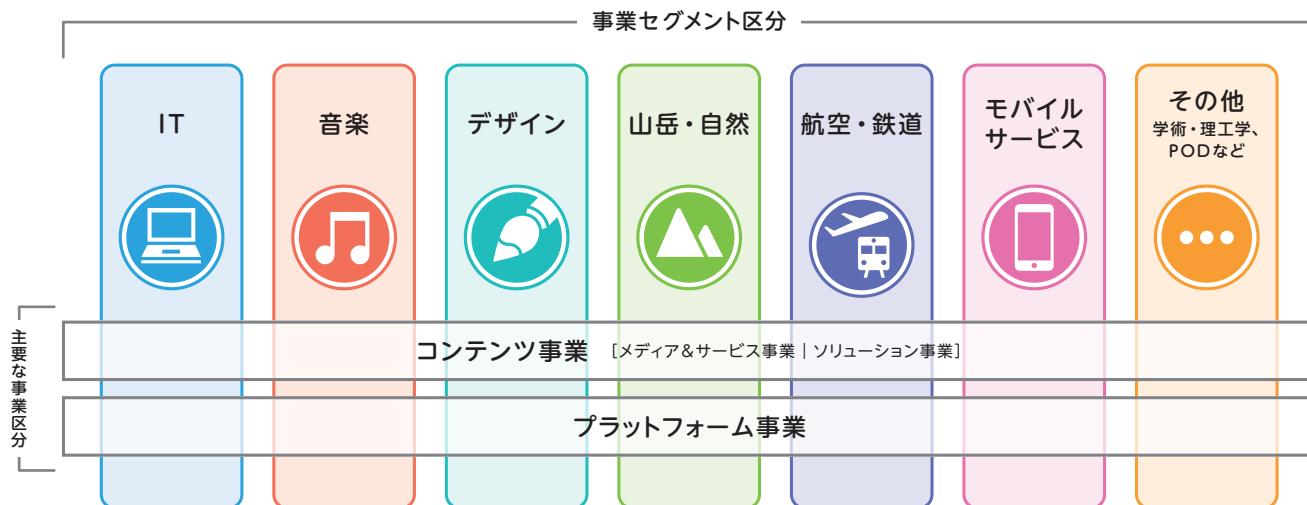 事業セグメント区分
IT
音楽
デザイン
山岳・自然
航空・鉄道
モバイル
サービス
その他
学術・理工学、
PODなど
主要な事業区分
コンテンツ事業 [メディア&サービス事業|ソリューション事業]
プラットフォーム事業